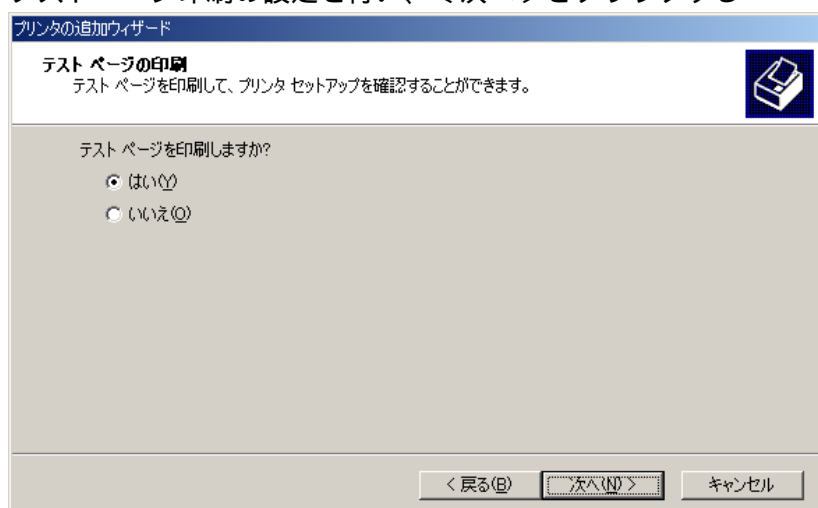 プリンタの追加ウィザード
テスト ページの印刷
テスト ページを印刷して、プリンタ セットアップを確認することができます。
テスト ページを印刷しますか?
はい(Y)
いいえ(O)
< 戻る(B) 次へ(N) > キャンセル